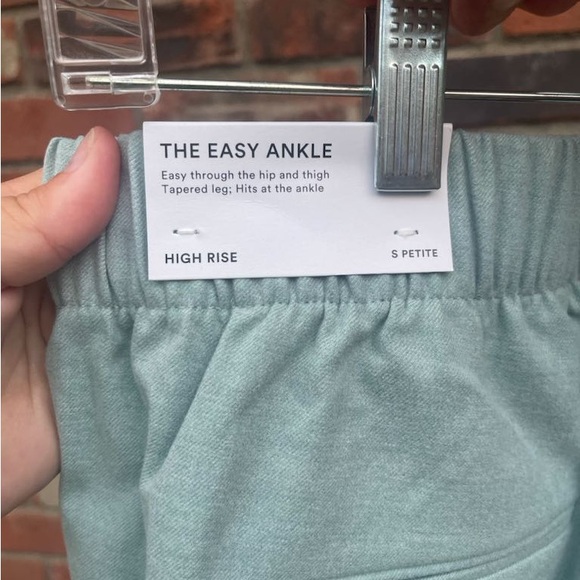 THE EASY ANKLE
Easy through the hip and thigh
Tapered leg; Hits at the ankle
HIGH RISE
S PETITE